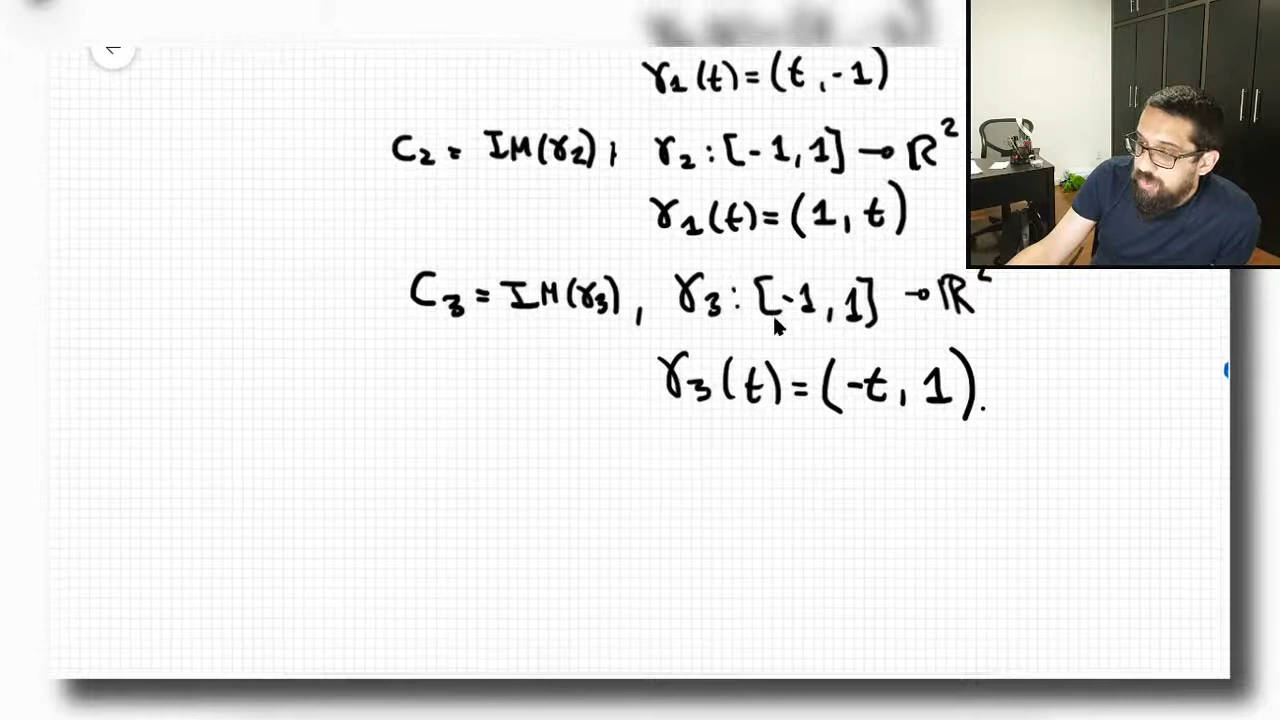 γ1(t)=(t,-1)
C2 = IM(γ2); γ2:[-1,1]→ℝ²
γ1(t)=(1,t)
C3 = IM(γ3), γ3:[-1,1]→ℝ²
γ3(t)=(-t,1).